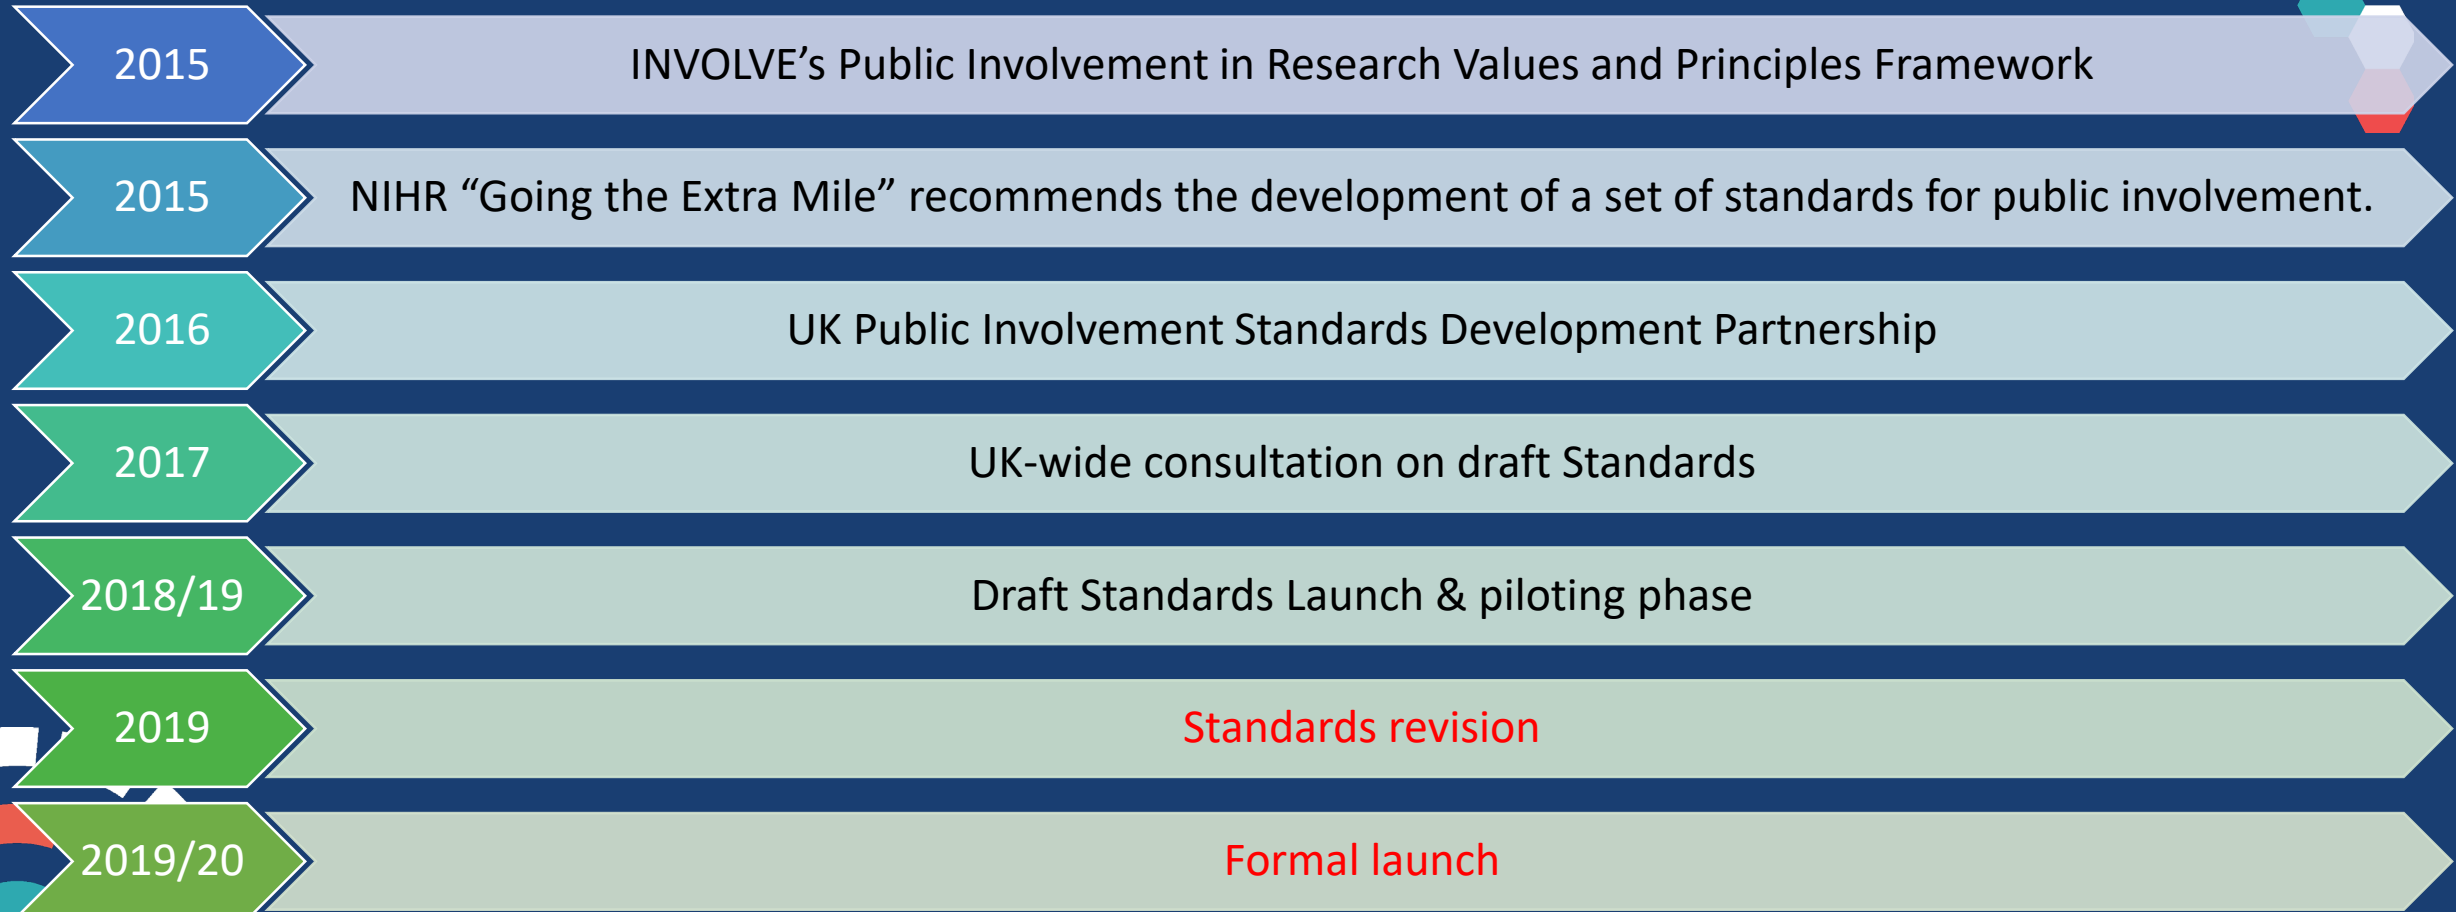 2015
INVOLVE’s Public Involvement in Research Values and Principles Framework
2015
NIHR “Going the Extra Mile” recommends the development of a set of standards for public involvement.
2016
UK Public Involvement Standards Development Partnership
2017
UK-wide consultation on draft Standards
2018/19
Draft Standards Launch & piloting phase
2019
Standards revision
2019/20
Formal launch